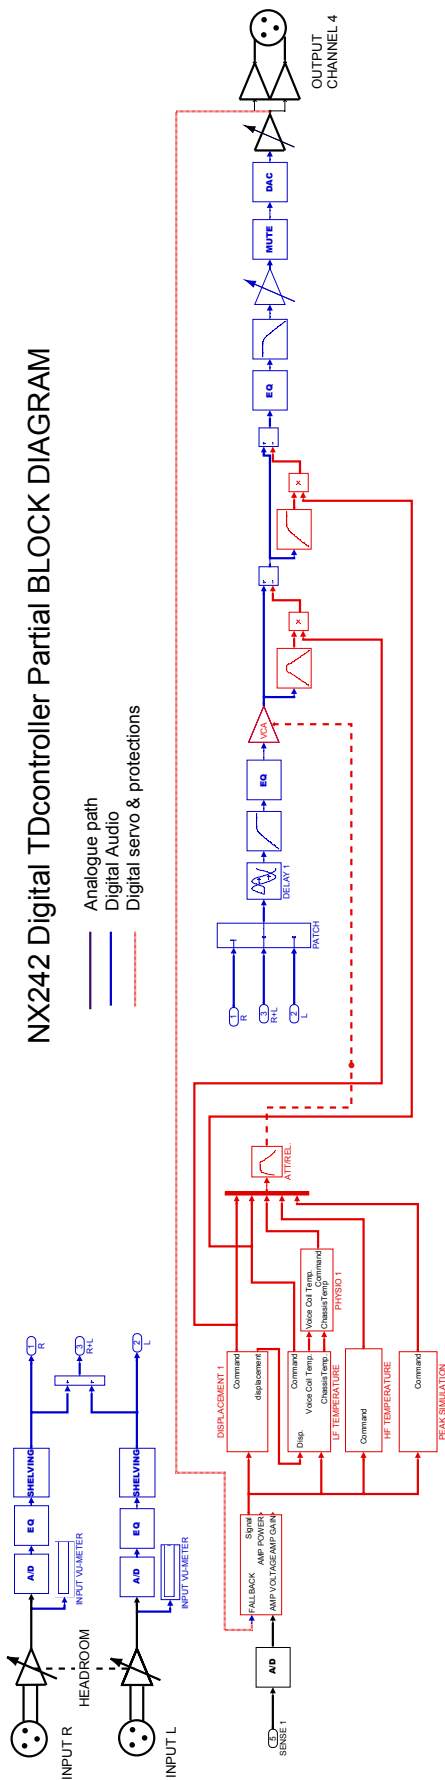 NX242 Digital TDcontroller Partial BLOCK DIAGRAM
Analogue path
Digital Audio
Digital servo & protections
INPUT R
HEADROOM
INPUT L
A/D
EQ
SHELVING
INPUT VU-METER
A/D
EQ
SHELVING
INPUT VU-METER
1
R
3
R+L
2
L
5
SENSE 1
A/D
FALLBACK
Signal
AMP POWER
AMP VOLTAGE
AMP GAIN
DISPLACEMENT 1
Command
displacement
Disp.
Command
Voice Coil Temp.
ChassisTemp.
LF TEMPERATURE
Voice Coil Temp.
Command
ChassisTemp
PHYSIO 1
Command
HF TEMPERATURE
Command
PEAK SIMULATION
ATT/REL.
1
R
3
R+L
2
L
PATCH
DELAY 1
EQ
VCA
x
x
EQ
MUTE
DAC
OUTPUT
CHANNEL 4